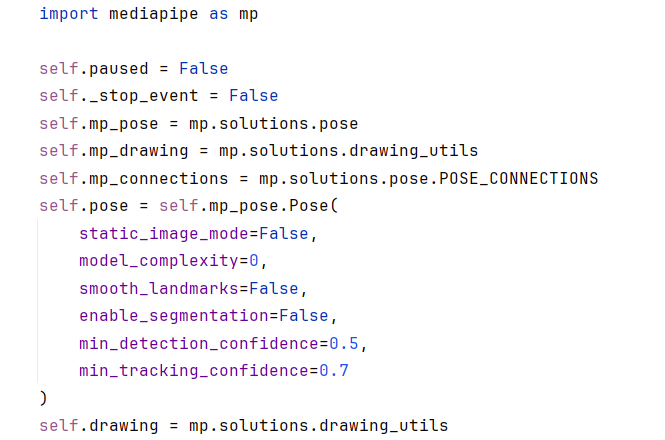 import mediapipe as mp
self.paused = False
self._stop_event = False
self.mp_pose = mp.solutions.pose
self.mp_drawing = mp.solutions.drawing_utils
self.mp_connections = mp.solutions.pose.POSE_CONNECTIONS
self.pose = self.mp_pose.Pose(
    static_image_mode=False,
    model_complexity=0,
    smooth_landmarks=False,
    enable_segmentation=False,
    min_detection_confidence=0.5,
    min_tracking_confidence=0.7
)
self.drawing = mp.solutions.drawing_utils